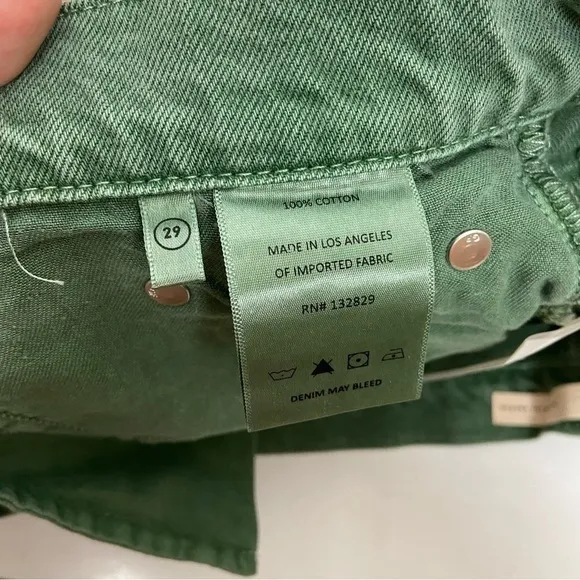 29
100% COTTON
MADE IN LOS ANGELES
OF IMPORTED FABRIC
RN# 132829
DENIM MAY BLEED